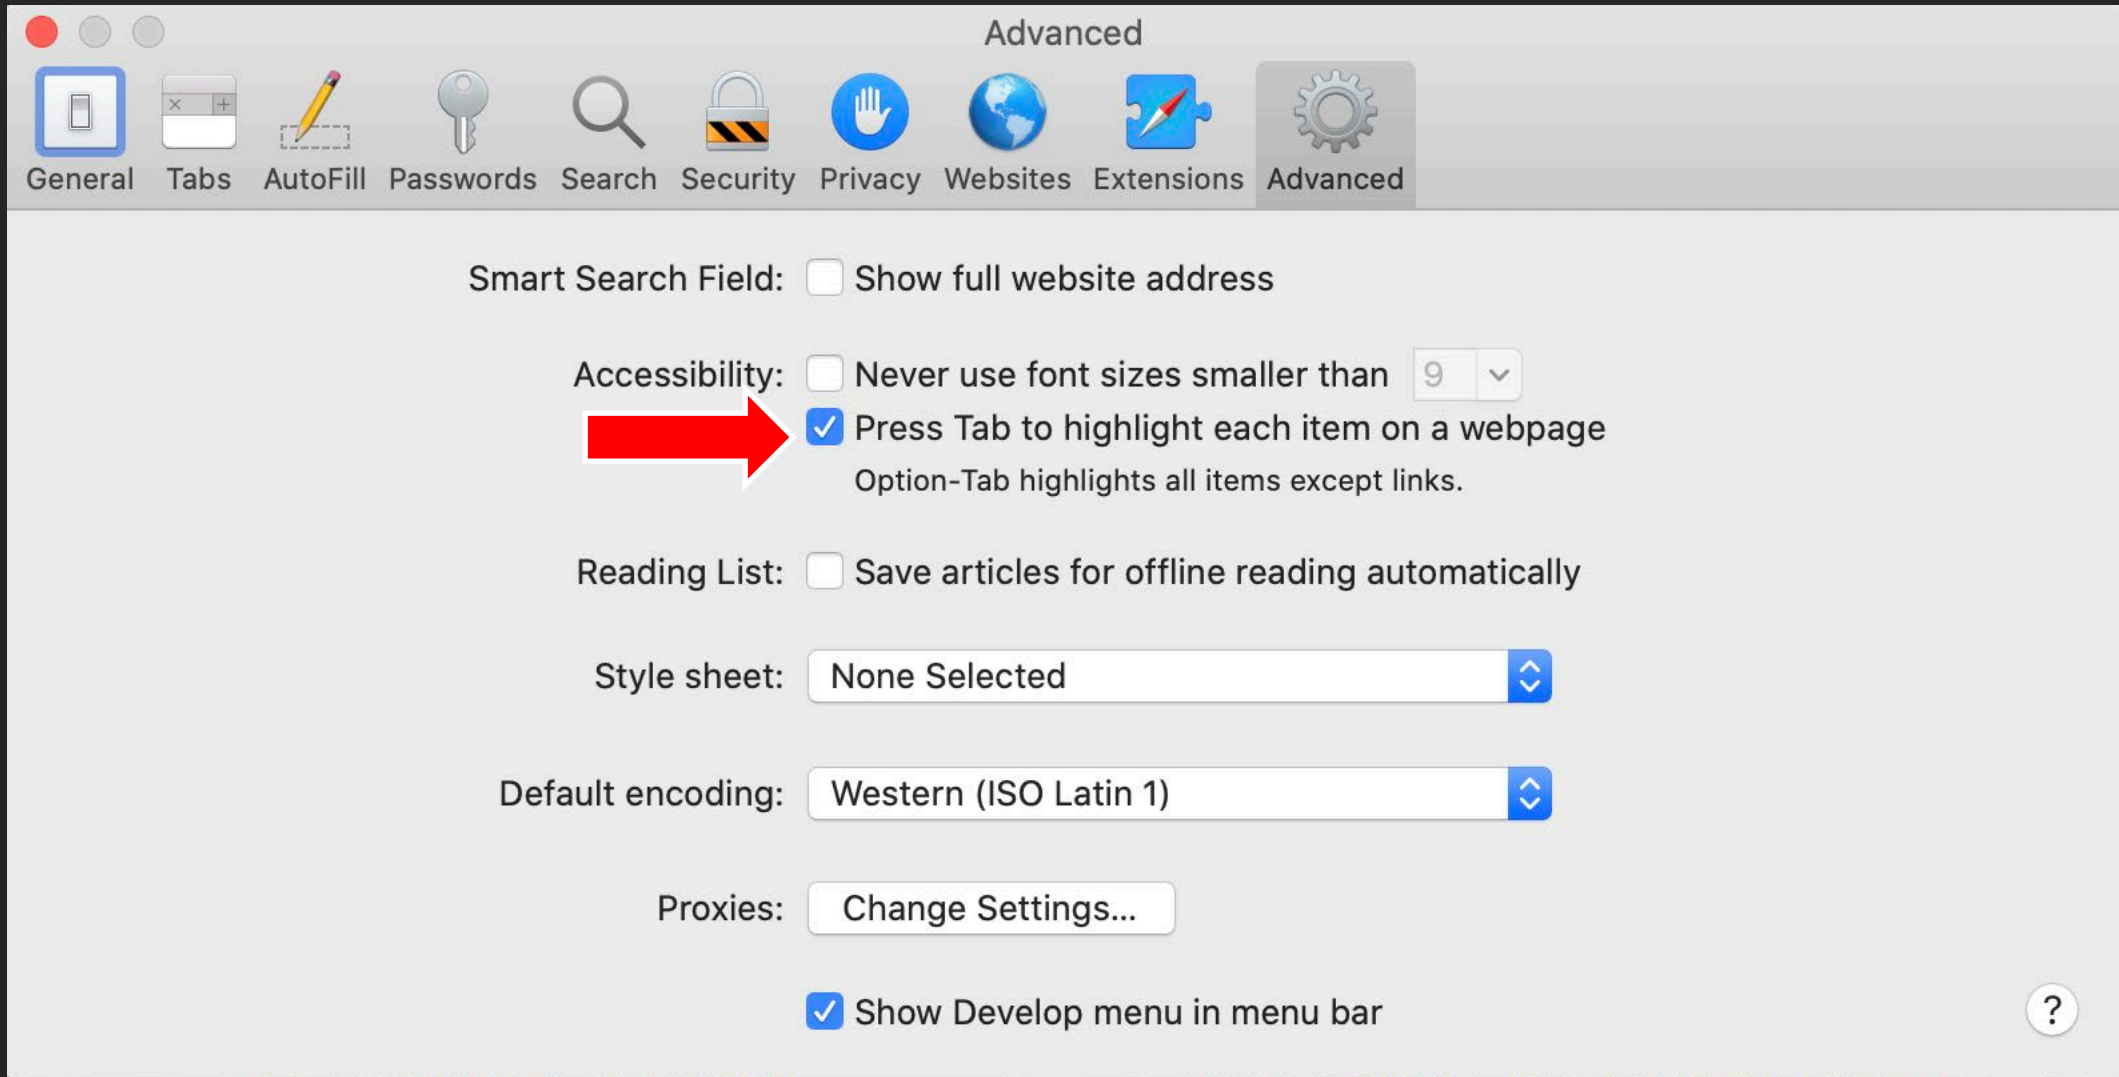 Advanced
General Tabs AutoFill Passwords Search Security Privacy Websites Extensions Advanced
Smart Search Field: Show full website address
Accessibility: Never use font sizes smaller than 9
Press Tab to highlight each item on a webpage
Option-Tab highlights all items except links.
Reading List: Save articles for offline reading automatically
Style sheet: None Selected
Default encoding: Western (ISO Latin 1)
Proxies: Change Settings...
Show Develop menu in menu bar
?